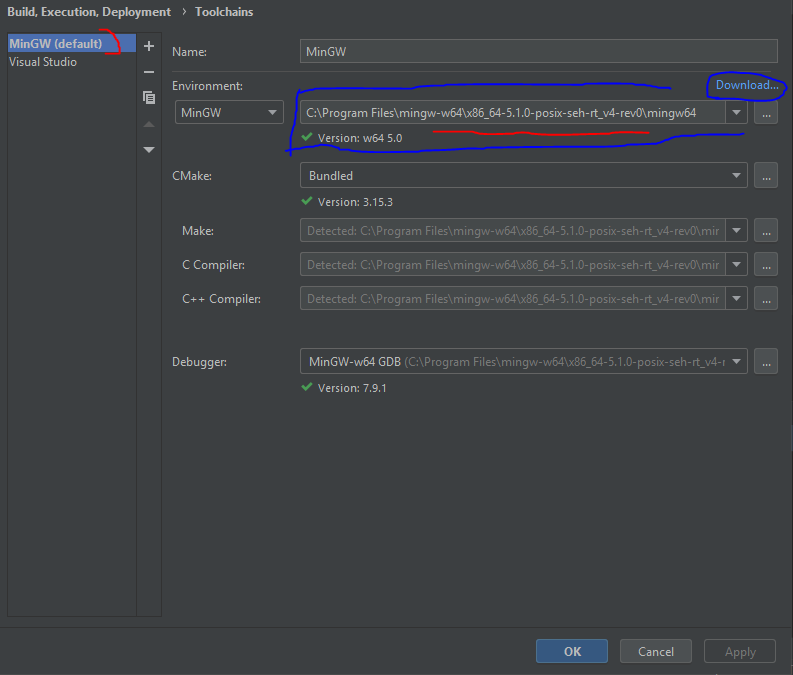 Build, Execution, Deployment › Toolchains
MinGW (default)
Visual Studio
Name: MinGW
Environment: Download...
MinGW C:\Program Files\mingw-w64\x86_64-5.1.0-posix-seh-rt_v4-rev0\mingw64 ...
Version: w64 5.0
CMake: Bundled ...
Version: 3.15.3
Make: Detected: C:\Program Files\mingw-w64\x86_64-5.1.0-posix-seh-rt_v4-rev0\mir ...
C Compiler: Detected: C:\Program Files\mingw-w64\x86_64-5.1.0-posix-seh-rt_v4-rev0\mir ...
C++ Compiler: Detected: C:\Program Files\mingw-w64\x86_64-5.1.0-posix-seh-rt_v4-rev0\mir ...
Debugger: MinGW-w64 GDB (C:\Program Files\mingw-w64\x86_64-5.1.0-posix-seh-rt_v4-r ...
Version: 7.9.1
OK Cancel Apply